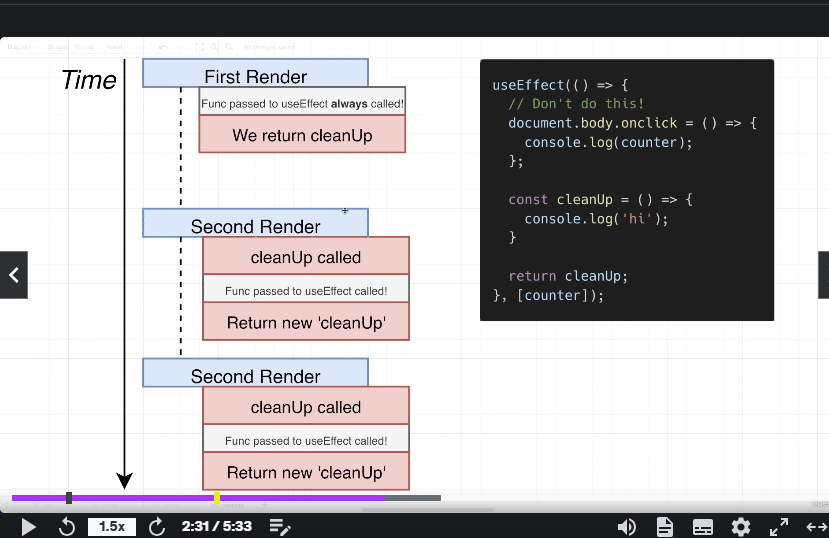 Time
First Render
Func passed to useEffect always called!
We return cleanUp
Second Render
cleanUp called
Func passed to useEffect called!
Return new 'cleanUp'
Second Render
cleanUp called
Func passed to useEffect called!
Return new 'cleanUp'
useEffect(() => {
// Don't do this!
document.body.onclick = () => {
console.log(counter);
};
const cleanUp = () => {
console.log('hi');
}
return cleanUp;
}, [counter]);
1.5x
2:31 / 5:33